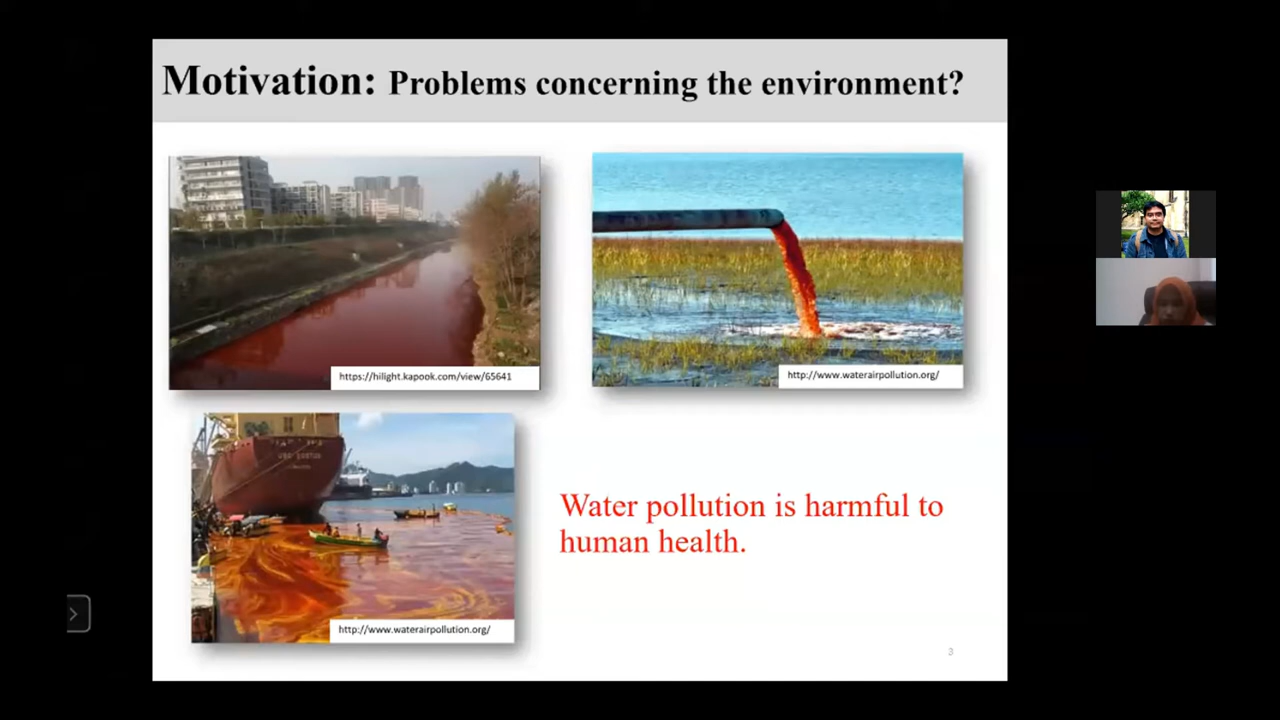 Motivation: Problems concerning the environment?
https://hilight.kapook.com/view/65641
http://www.waterairpollution.org/
http://www.waterairpollution.org/
Water pollution is harmful to
human health.
3